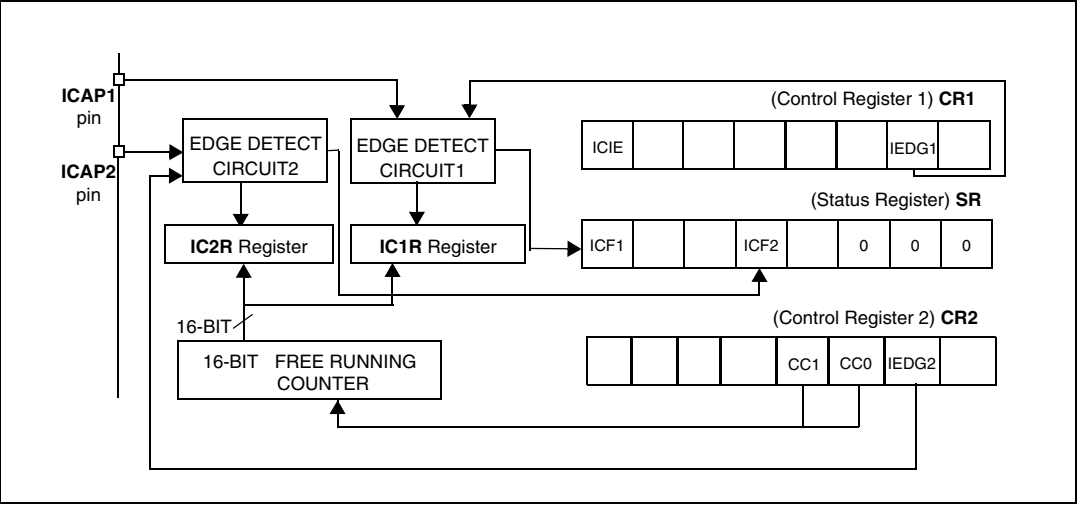 ICAP1
pin
ICAP2
pin
EDGE DETECT
CIRCUIT2
EDGE DETECT
CIRCUIT1
IC2R Register
IC1R Register
16-BIT
16-BIT FREE RUNNING
COUNTER
(Control Register 1) CR1
ICIE IEDG1
(Status Register) SR
ICF1 ICF2 0 0 0
(Control Register 2) CR2
CC1 CC0 IEDG2